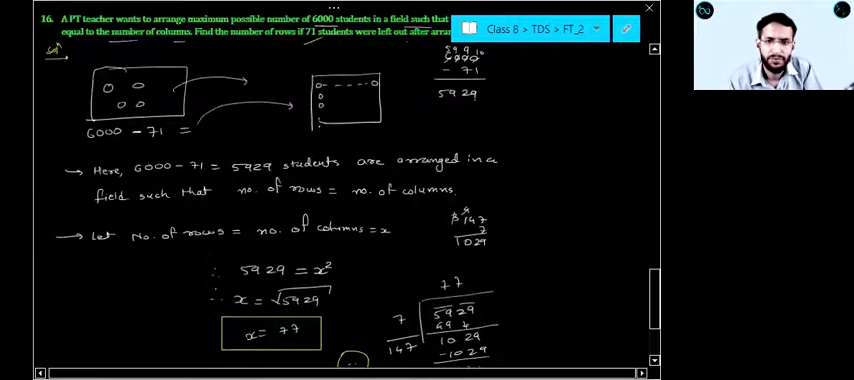 16. A PT teacher wants to arrange maximum possible number of 6000 students in a field such that
equal to the number of columns. Find the number of rows if 71 students were left out after arran
Class 8 > TDS > FT_2
Solⁿ
59 9 10
6000
- 71
5929
6000 - 71 =
→ Here, 6000 - 71 = 5929 students are arranged in a
field such that no. of rows = no. of columns.
→ Let No. of rows = no. of columns = x
147
7
1029
∴ 5929 = x²
∴ x = √5929
x = 77
77
7 5929
49
147 1029
-1029